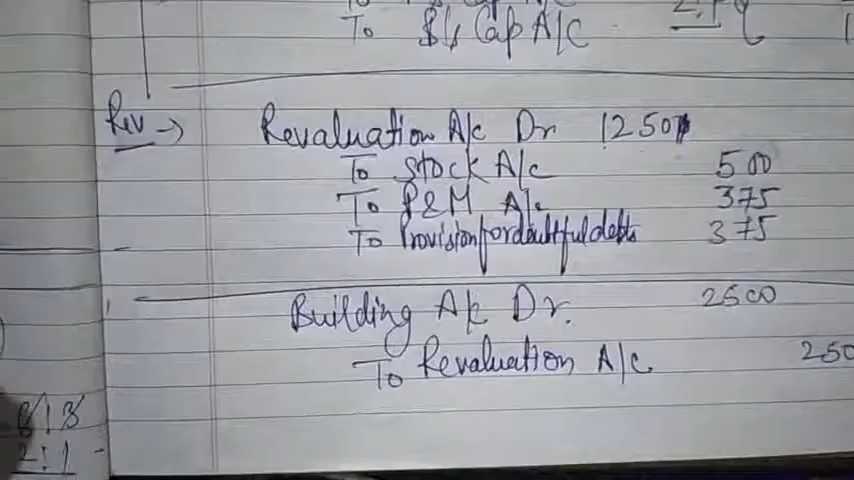 To $4 Cap A/C
Rev → Revaluation A/c Dr 1250
To Stock A/c 500
To P&M A/c 375
To Provision for doubtful debts 375
Building A/c Dr. 2500
To Revaluation A/C 250
2:1